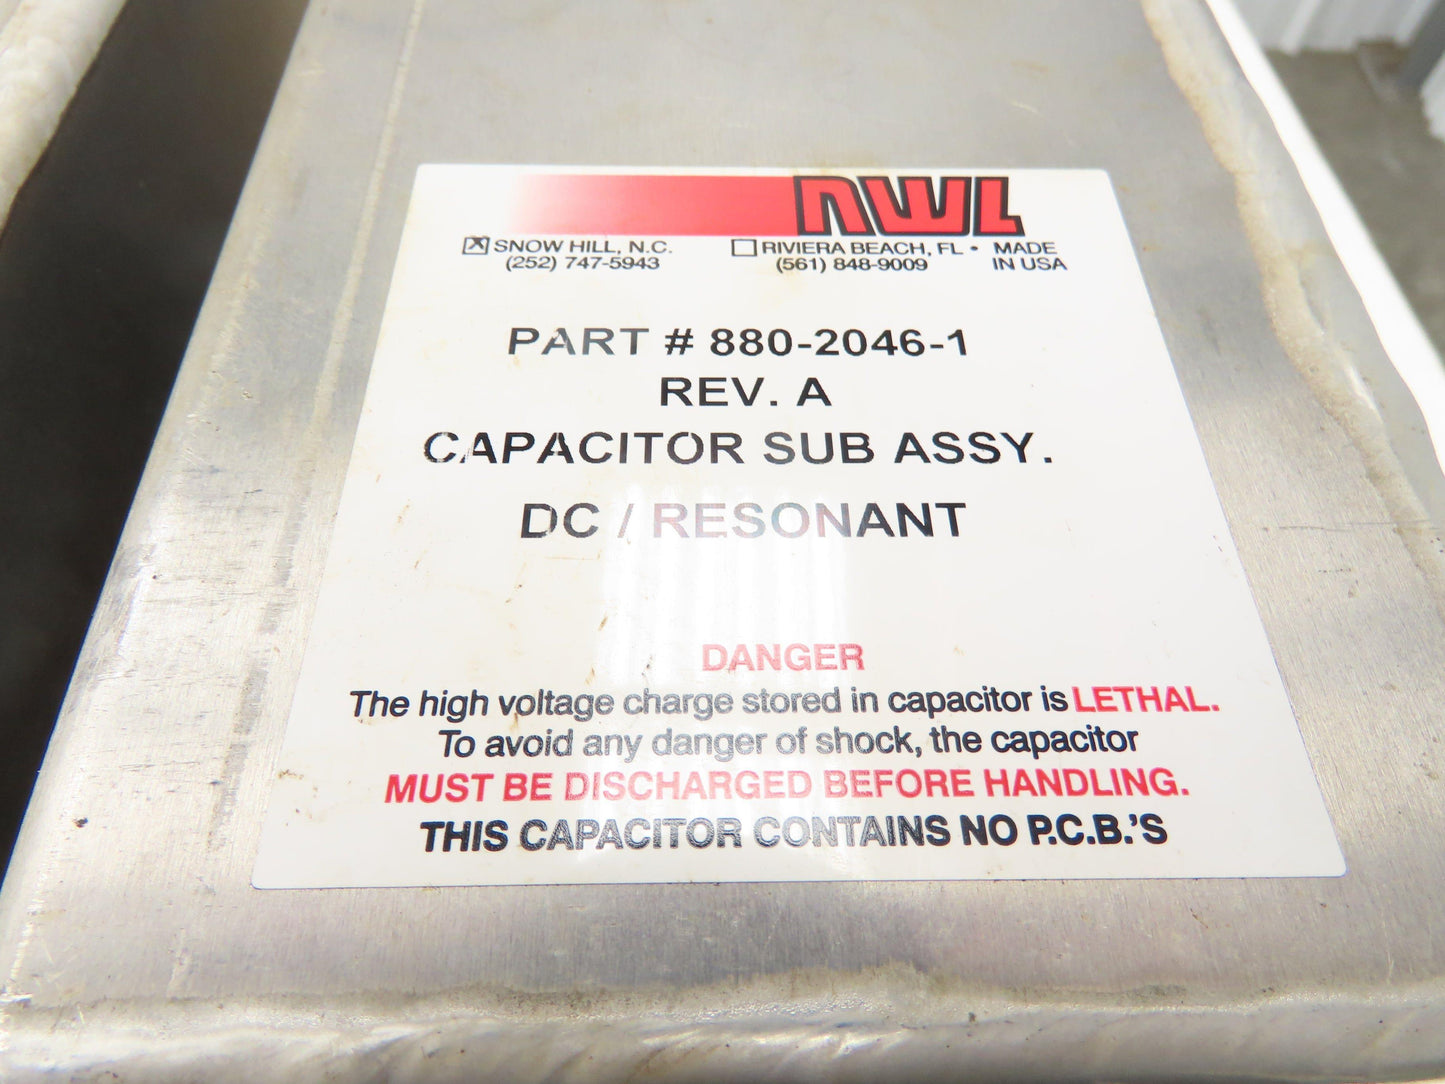 NWL
☒ SNOW HILL, N.C. ☐ RIVIERA BEACH, FL • MADE
(252) 747-5943 (561) 848-9009 IN USA
PART # 880-2046-1
REV. A
CAPACITOR SUB ASSY.
DC / RESONANT
DANGER
The high voltage charge stored in capacitor is LETHAL.
To avoid any danger of shock, the capacitor
MUST BE DISCHARGED BEFORE HANDLING.
THIS CAPACITOR CONTAINS NO P.C.B.'S